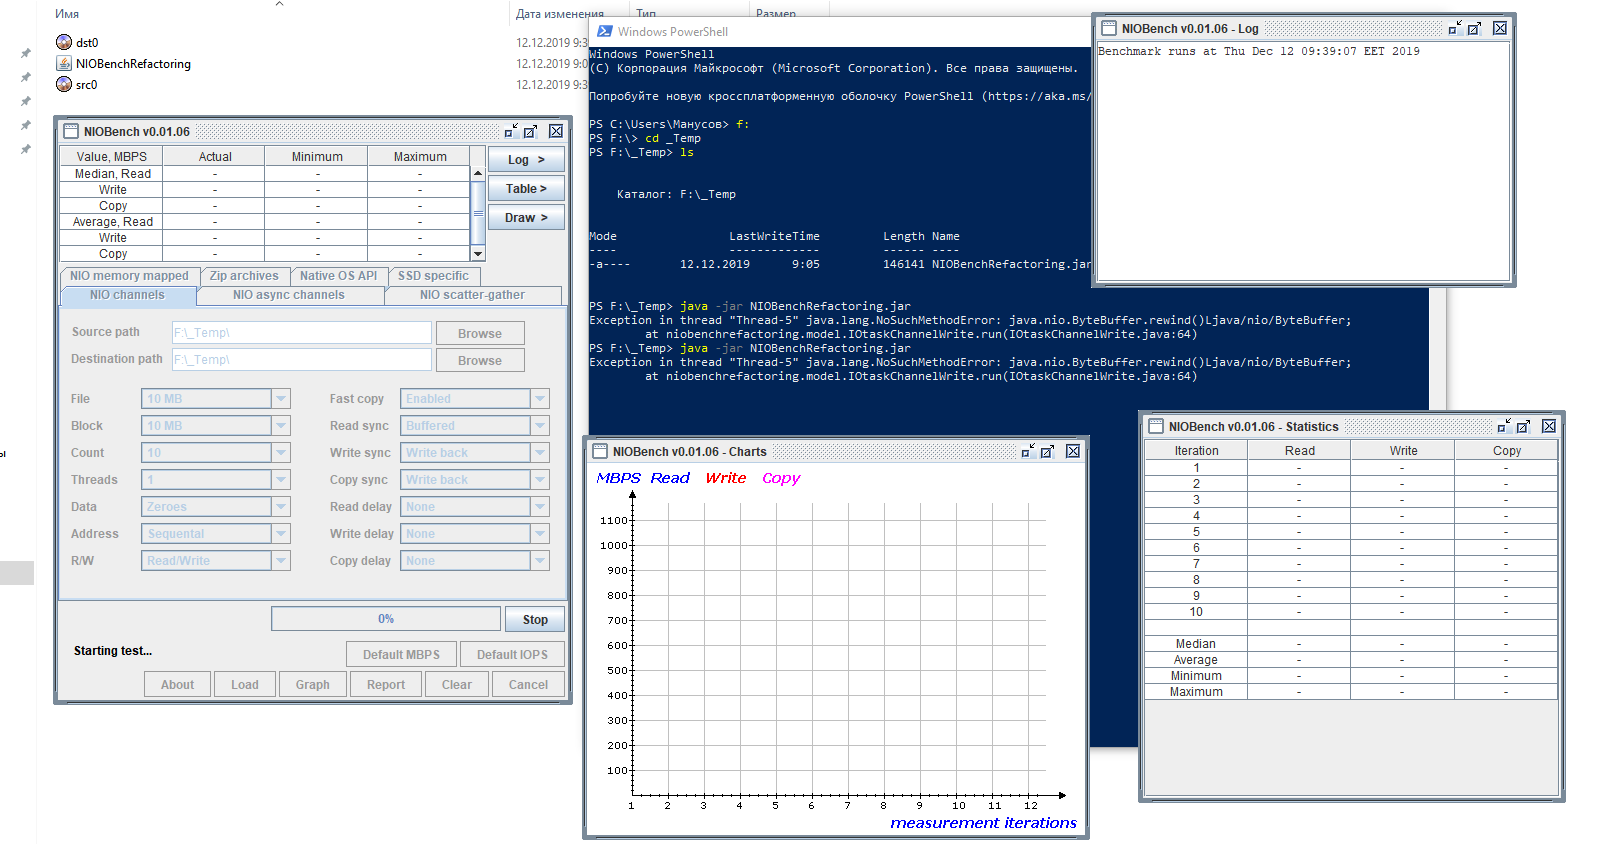 Имя
Дата изменения
Тип
Размер
dst0
12.12.2019 9:3
NIOBenchRefactoring
12.12.2019 9:0
src0
12.12.2019 9:3
ы
NIOBench v0.01.06
Value, MBPS Actual Minimum Maximum
Median, Read - - -
Write - - -
Copy - - -
Average, Read - - -
Write - - -
Copy - - -
Log >
Table >
Draw >
NIO memory mapped Zip archives Native OS API SSD specific
NIO channels NIO async channels NIO scatter-gather
Source path F:\_Temp\ Browse
Destination path F:\_Temp\ Browse
File 10 MB Fast copy Enabled
Block 10 MB Read sync Buffered
Count 10 Write sync Write back
Threads 1 Copy sync Write back
Data Zeroes Read delay None
Address Sequental Write delay None
R/W Read/Write Copy delay None
0% Stop
Starting test... Default MBPS Default IOPS
About Load Graph Report Clear Cancel
Windows PowerShell
Windows PowerShell
(C) Корпорация Майкрософт (Microsoft Corporation). Все права защищены.
Попробуйте новую кроссплатформенную оболочку PowerShell (https://aka.ms/
PS C:\Users\Манусов> f:
PS F:\> cd _Temp
PS F:\_Temp> ls
Каталог: F:\_Temp
Mode LastWriteTime Length Name
---- ------------- ------ ----
-a---- 12.12.2019 9:05 146141 NIOBenchRefactoring.jar
PS F:\_Temp> java -jar NIOBenchRefactoring.jar
Exception in thread "Thread-5" java.lang.NoSuchMethodError: java.nio.ByteBuffer.rewind()Ljava/nio/ByteBuffer;
at niobenchrefactoring.model.IOtaskChannelWrite.run(IOtaskChannelWrite.java:64)
PS F:\_Temp> java -jar NIOBenchRefactoring.jar
Exception in thread "Thread-5" java.lang.NoSuchMethodError: java.nio.ByteBuffer.rewind()Ljava/nio/ByteBuffer;
at niobenchrefactoring.model.IOtaskChannelWrite.run(IOtaskChannelWrite.java:64)
NIOBench v0.01.06 - Log
Benchmark runs at Thu Dec 12 09:39:07 EET 2019
NIOBench v0.01.06 - Charts
MBPS Read Write Copy
1100
1000
900
800
700
600
500
400
300
200
100
1 2 3 4 5 6 7 8 9 10 11 12
measurement iterations
NIOBench v0.01.06 - Statistics
Iteration Read Write Copy
1 - - -
2 - - -
3 - - -
4 - - -
5 - - -
6 - - -
7 - - -
8 - - -
9 - - -
10 - - -
Median - - -
Average - - -
Minimum - - -
Maximum - - -